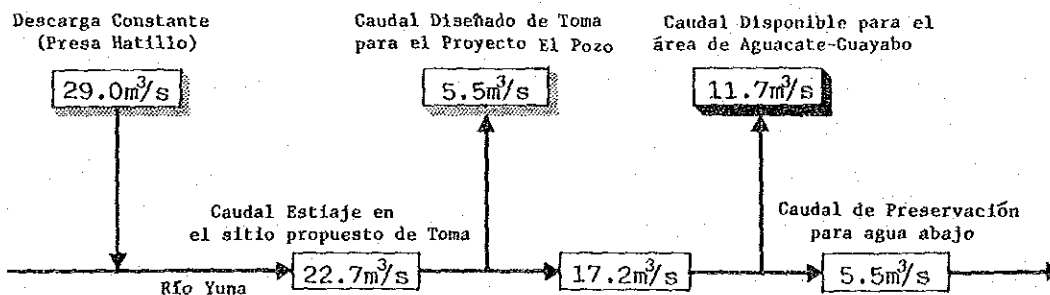 Descarga Constante
(Presa Hatillo)
29.0m³/s
Caudal Diseñado de Toma
para el Proyecto El Pozo
5.5m³/s
Caudal Disponible para el
área de Aguacate-Guayabo
11.7m³/s
Caudal Estiaje en
el sitio propuesto de Toma
22.7m³/s
17.2m³/s
Caudal de Preservación
para agua abajo
5.5m³/s
Río Yuna